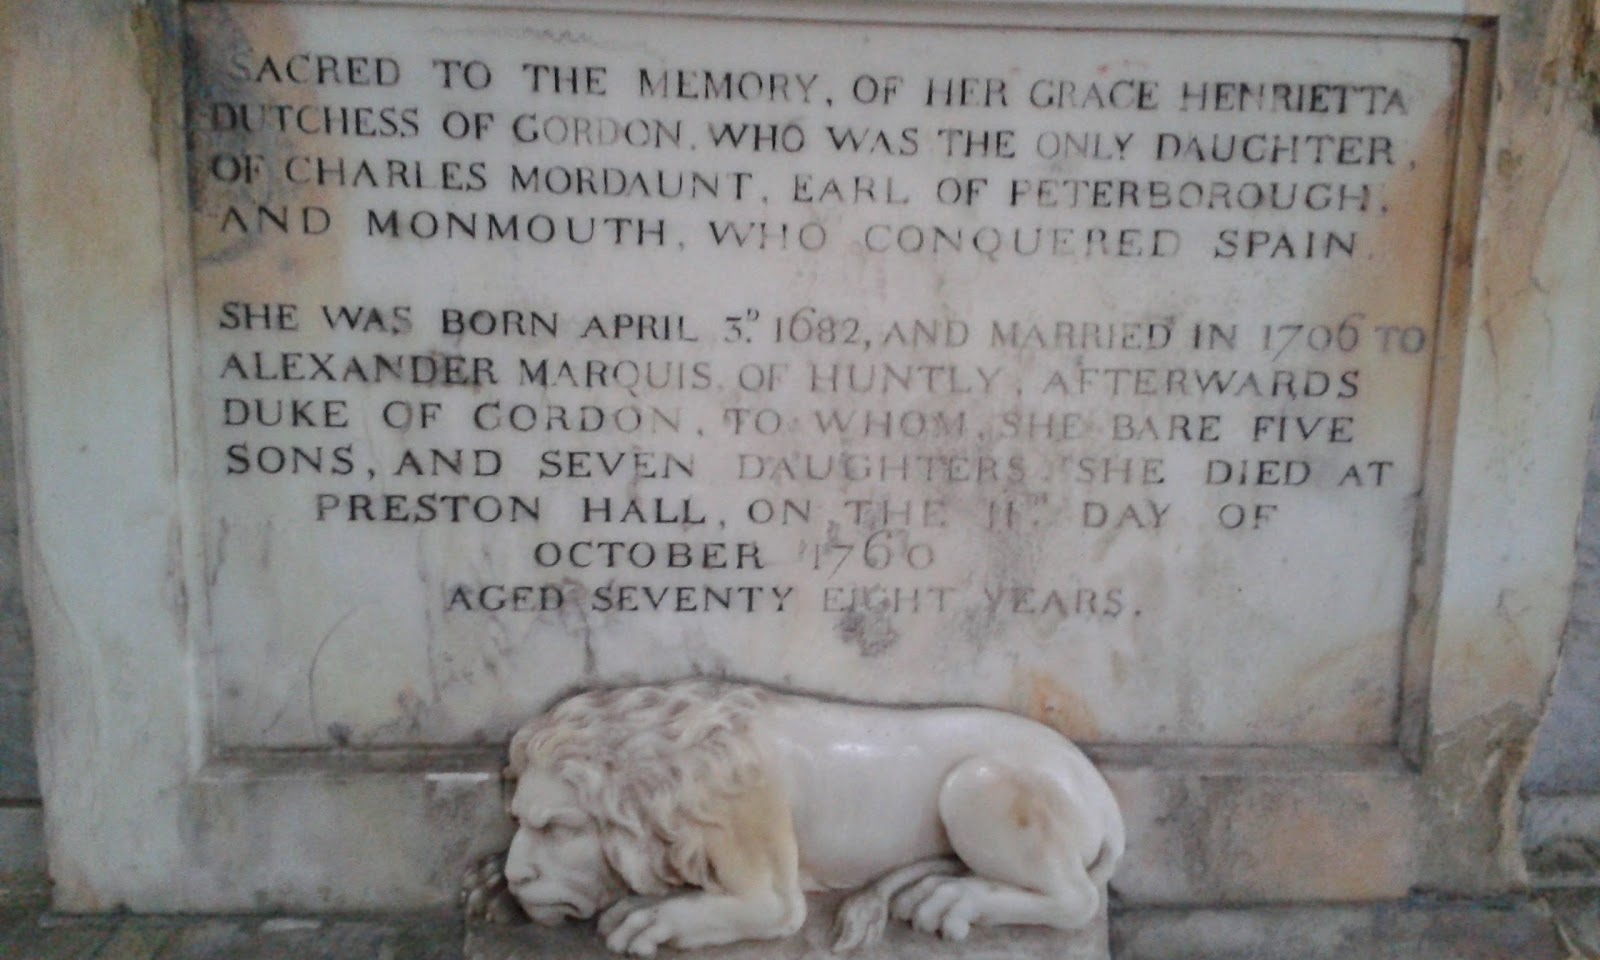 SACRED TO THE MEMORY, OF HER GRACE HENRIETTA
DUTCHESS OF GORDON, WHO WAS THE ONLY DAUGHTER,
OF CHARLES MORDAUNT, EARL OF PETERBOROUGH,
AND MONMOUTH, WHO CONQUERED SPAIN.
SHE WAS BORN APRIL 3.D 1682, AND MARRIED IN 1706 TO
ALEXANDER MARQUIS OF HUNTLY, AFTERWARDS
DUKE OF GORDON, TO WHOM, SHE BARE FIVE
SONS, AND SEVEN DAUGHTERS. SHE DIED AT
PRESTON HALL, ON THE 11.TH DAY OF
OCTOBER 1760
AGED SEVENTY EIGHT YEARS.